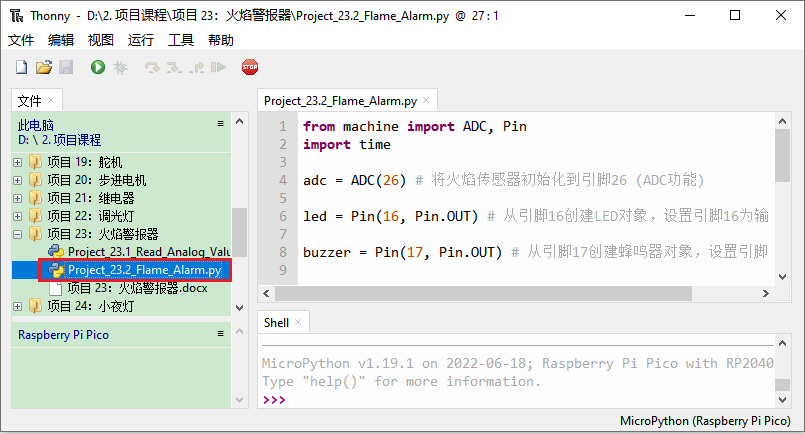 Thonny - D:\2. 项目课程\项目 23：火焰警报器\Project_23.2_Flame_Alarm.py @ 27 : 1
文件 编辑 视图 运行 工具 帮助
STOP
文件 ×
此电脑
D: \ 2. 项目课程
项目 19：舵机
项目 20：步进电机
项目 21：继电器
项目 22：调光灯
项目 23：火焰警报器
Project_23.1_Read_Analog_Valu
Project_23.2_Flame_Alarm.py
项目 23：火焰警报器.docx
项目 24：小夜灯
Raspberry Pi Pico
Project_23.2_Flame_Alarm.py ×
1 from machine import ADC, Pin
2 import time
3
4 adc = ADC(26) # 将火焰传感器初始化到引脚26 (ADC功能)
5
6 led = Pin(16, Pin.OUT) # 从引脚16创建LED对象，设置引脚16为输
7
8 buzzer = Pin(17, Pin.OUT) # 从引脚17创建蜂鸣器对象，设置引脚
9
Shell ×
MicroPython v1.19.1 on 2022-06-18; Raspberry Pi Pico with RP2040
Type "help()" for more information.
>>>
MicroPython (Raspberry Pi Pico)